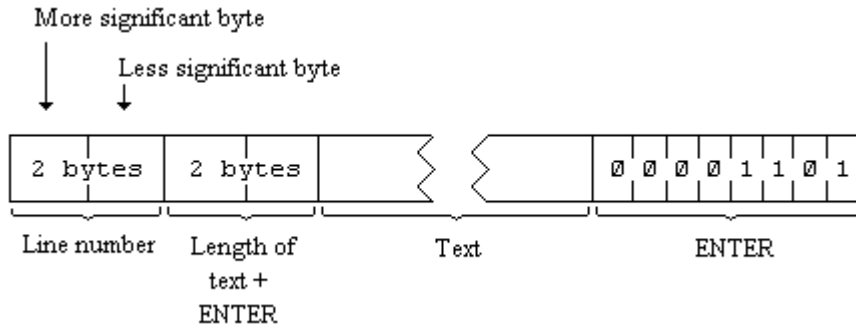 More significant byte
Less significant byte
2 bytes 2 bytes 0 0 0 0 1 1 0 1
Line number Length of text + ENTER Text ENTER